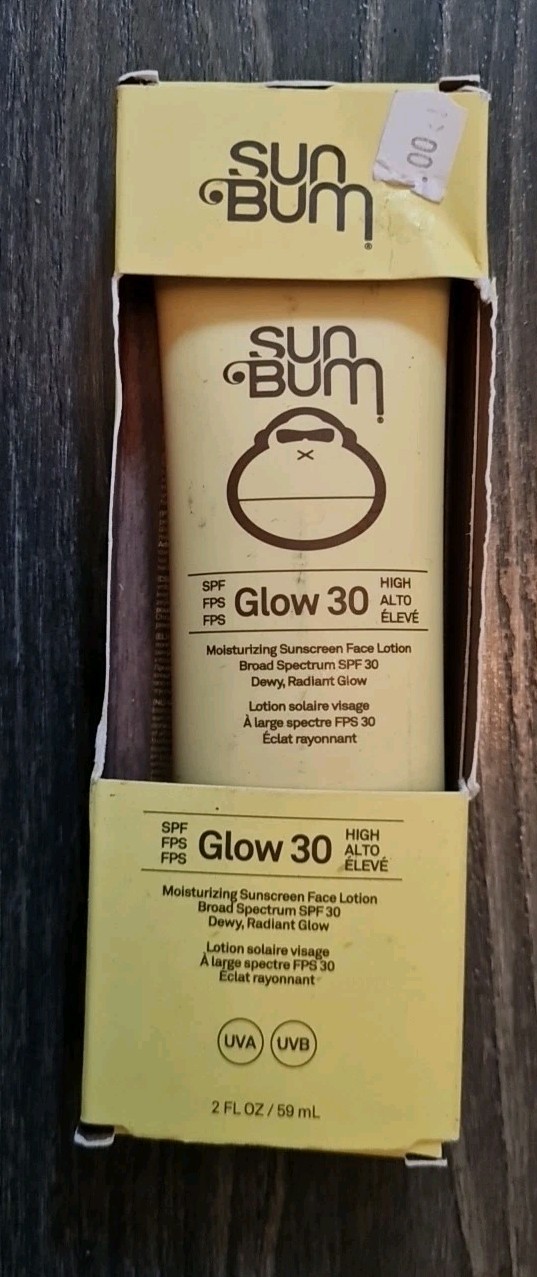 SUN
BUM
®
.00
SUN
BUM
®
SPF
FPS
FPS
Glow 30
HIGH
ALTO
ÉLEVÉ
Moisturizing Sunscreen Face Lotion
Broad Spectrum SPF 30
Dewy, Radiant Glow
Lotion solaire visage
À large spectre FPS 30
Éclat rayonnant
SPF
FPS
FPS
Glow 30
HIGH
ALTO
ÉLEVÉ
Moisturizing Sunscreen Face Lotion
Broad Spectrum SPF 30
Dewy, Radiant Glow
Lotion solaire visage
À large spectre FPS 30
Éclat rayonnant
UVA UVB
2 FL OZ / 59 mL